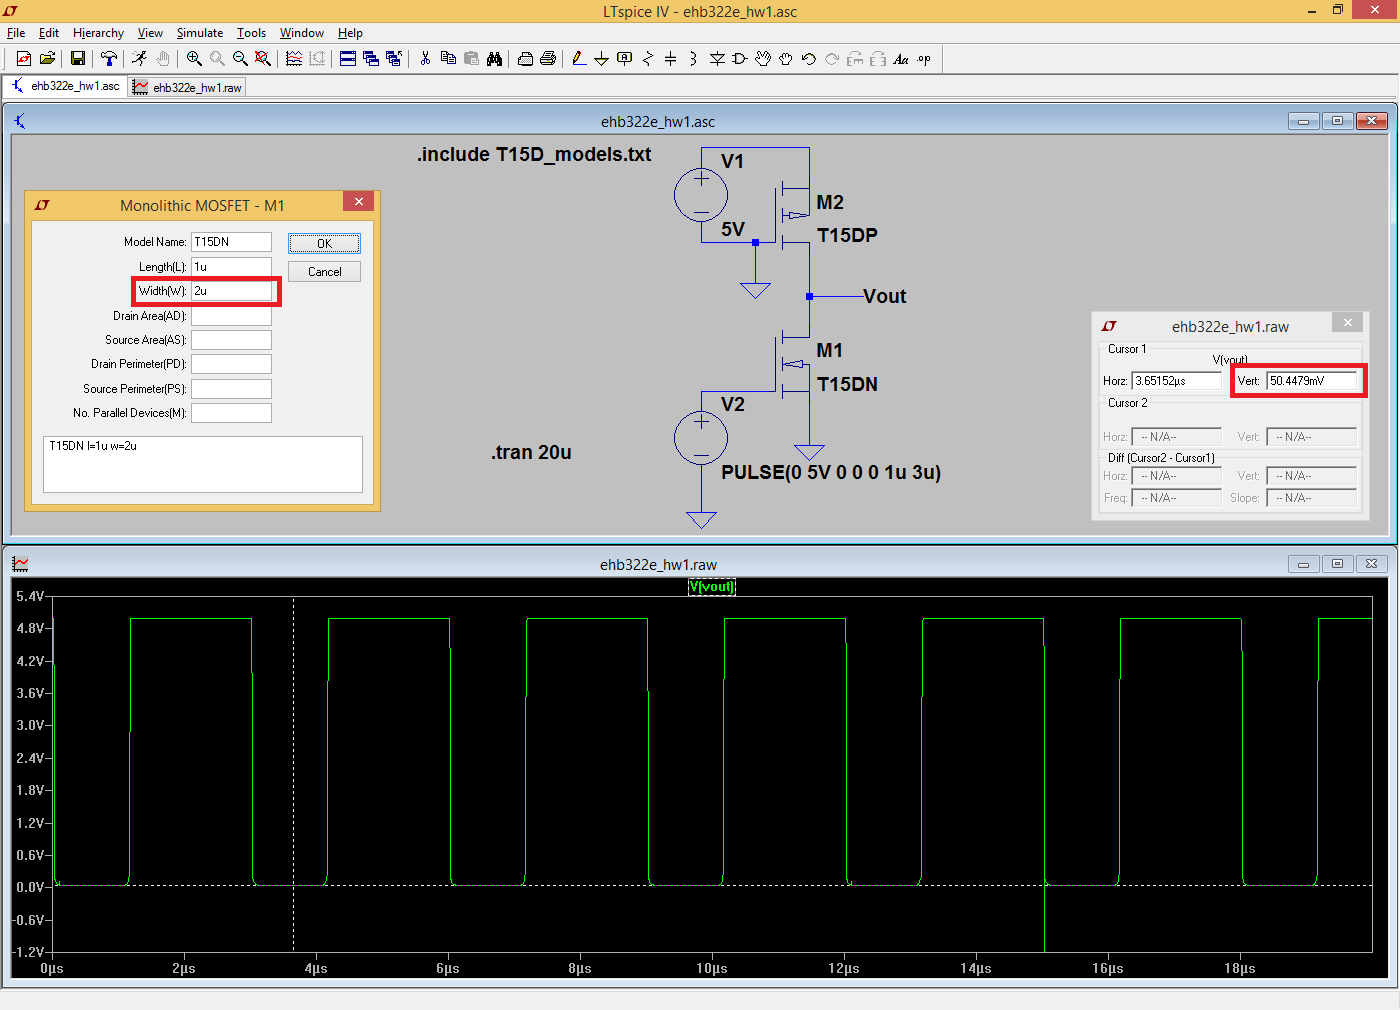 LTspice IV - ehb322e_hw1.asc
File Edit Hierarchy View Simulate Tools Window Help
Aa .op
ehb322e_hw1.asc ehb322e_hw1.raw
ehb322e_hw1.asc
.include T15D_models.txt
V1
5V
M2
T15DP
Vout
M1
T15DN
V2
PULSE(0 5V 0 0 0 1u 3u)
.tran 20u
Monolithic MOSFET - M1
Model Name: T15DN
OK
Length(L): 1u
Cancel
Width(W): 2u
Drain Area(AD):
Source Area(AS):
Drain Perimeter(PD):
Source Perimeter(PS):
No. Parallel Devices(M):
T15DN l=1u w=2u
ehb322e_hw1.raw
Cursor 1
V(vout)
Horz: 3.65152µs Vert: 50.4479mV
Cursor 2
Horz: -- N/A-- Vert: -- N/A--
Diff (Cursor2 - Cursor1)
Horz: -- N/A-- Vert: -- N/A--
Freq: -- N/A-- Slope: -- N/A--
ehb322e_hw1.raw
V(vout)
5.4V
4.8V
4.2V
3.6V
3.0V
2.4V
1.8V
1.2V
0.6V
0.0V
-0.6V
-1.2V
0µs 2µs 4µs 6µs 8µs 10µs 12µs 14µs 16µs 18µs